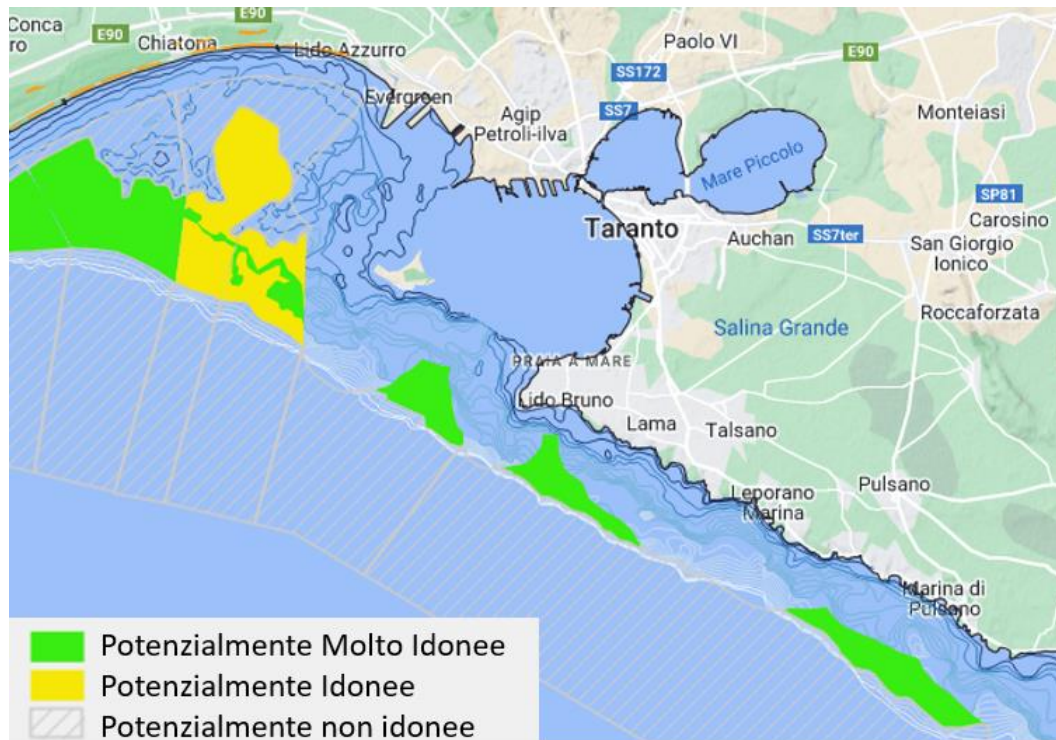 Conca
ro
E90
Chiatona
E90
Lido Azzurro
Paolo VI
E90
SS172
SS7
Evergreen
Agip
Petroli-ilva
Monteiasi
Mare Piccolo
SP81
Carosino
Taranto
Auchan
SS7ter
San Giorgio
Ionico
Roccaforzata
Salina Grande
PRAIA A MARE
Lido Bruno
Lama
Talsano
Pulsano
Leporano
Marina
Marina di
Pulsano
Potenzialmente Molto Idonee
Potenzialmente Idonee
Potenzialmente non idonee